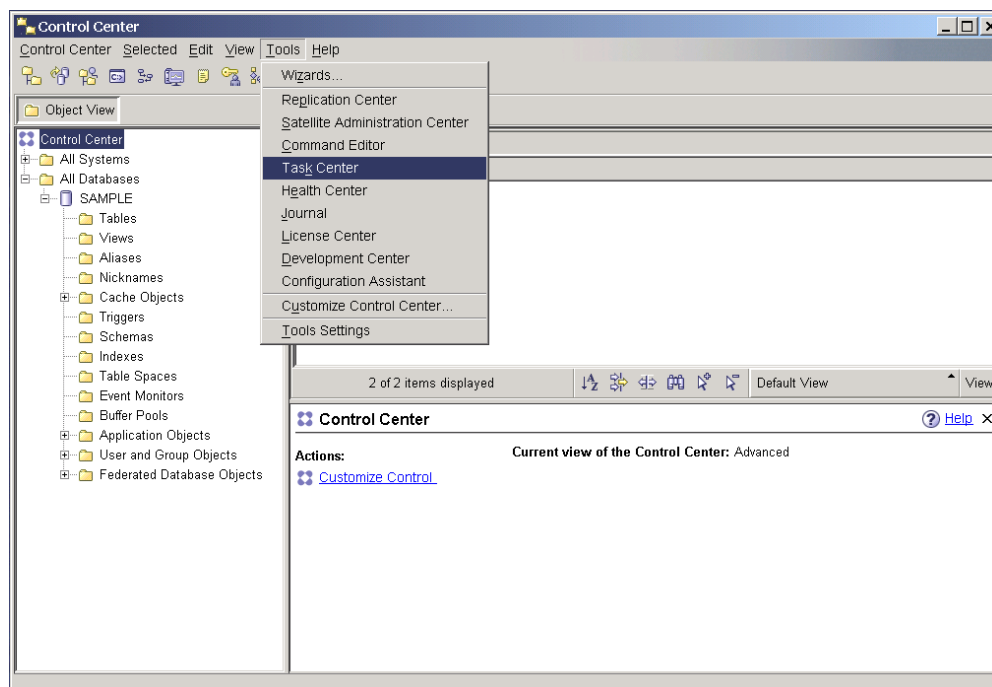 Control Center
Control Center Selected Edit View Tools Help
Object View
Control Center
All Systems
All Databases
SAMPLE
Tables
Views
Aliases
Nicknames
Cache Objects
Triggers
Schemas
Indexes
Table Spaces
Event Monitors
Buffer Pools
Application Objects
User and Group Objects
Federated Database Objects
Wizards...
Replication Center
Satellite Administration Center
Command Editor
Task Center
Health Center
Journal
License Center
Development Center
Configuration Assistant
Customize Control Center...
Tools Settings
2 of 2 items displayed
Default View
View
Control Center
Help
Actions:
Current view of the Control Center: Advanced
Customize Control